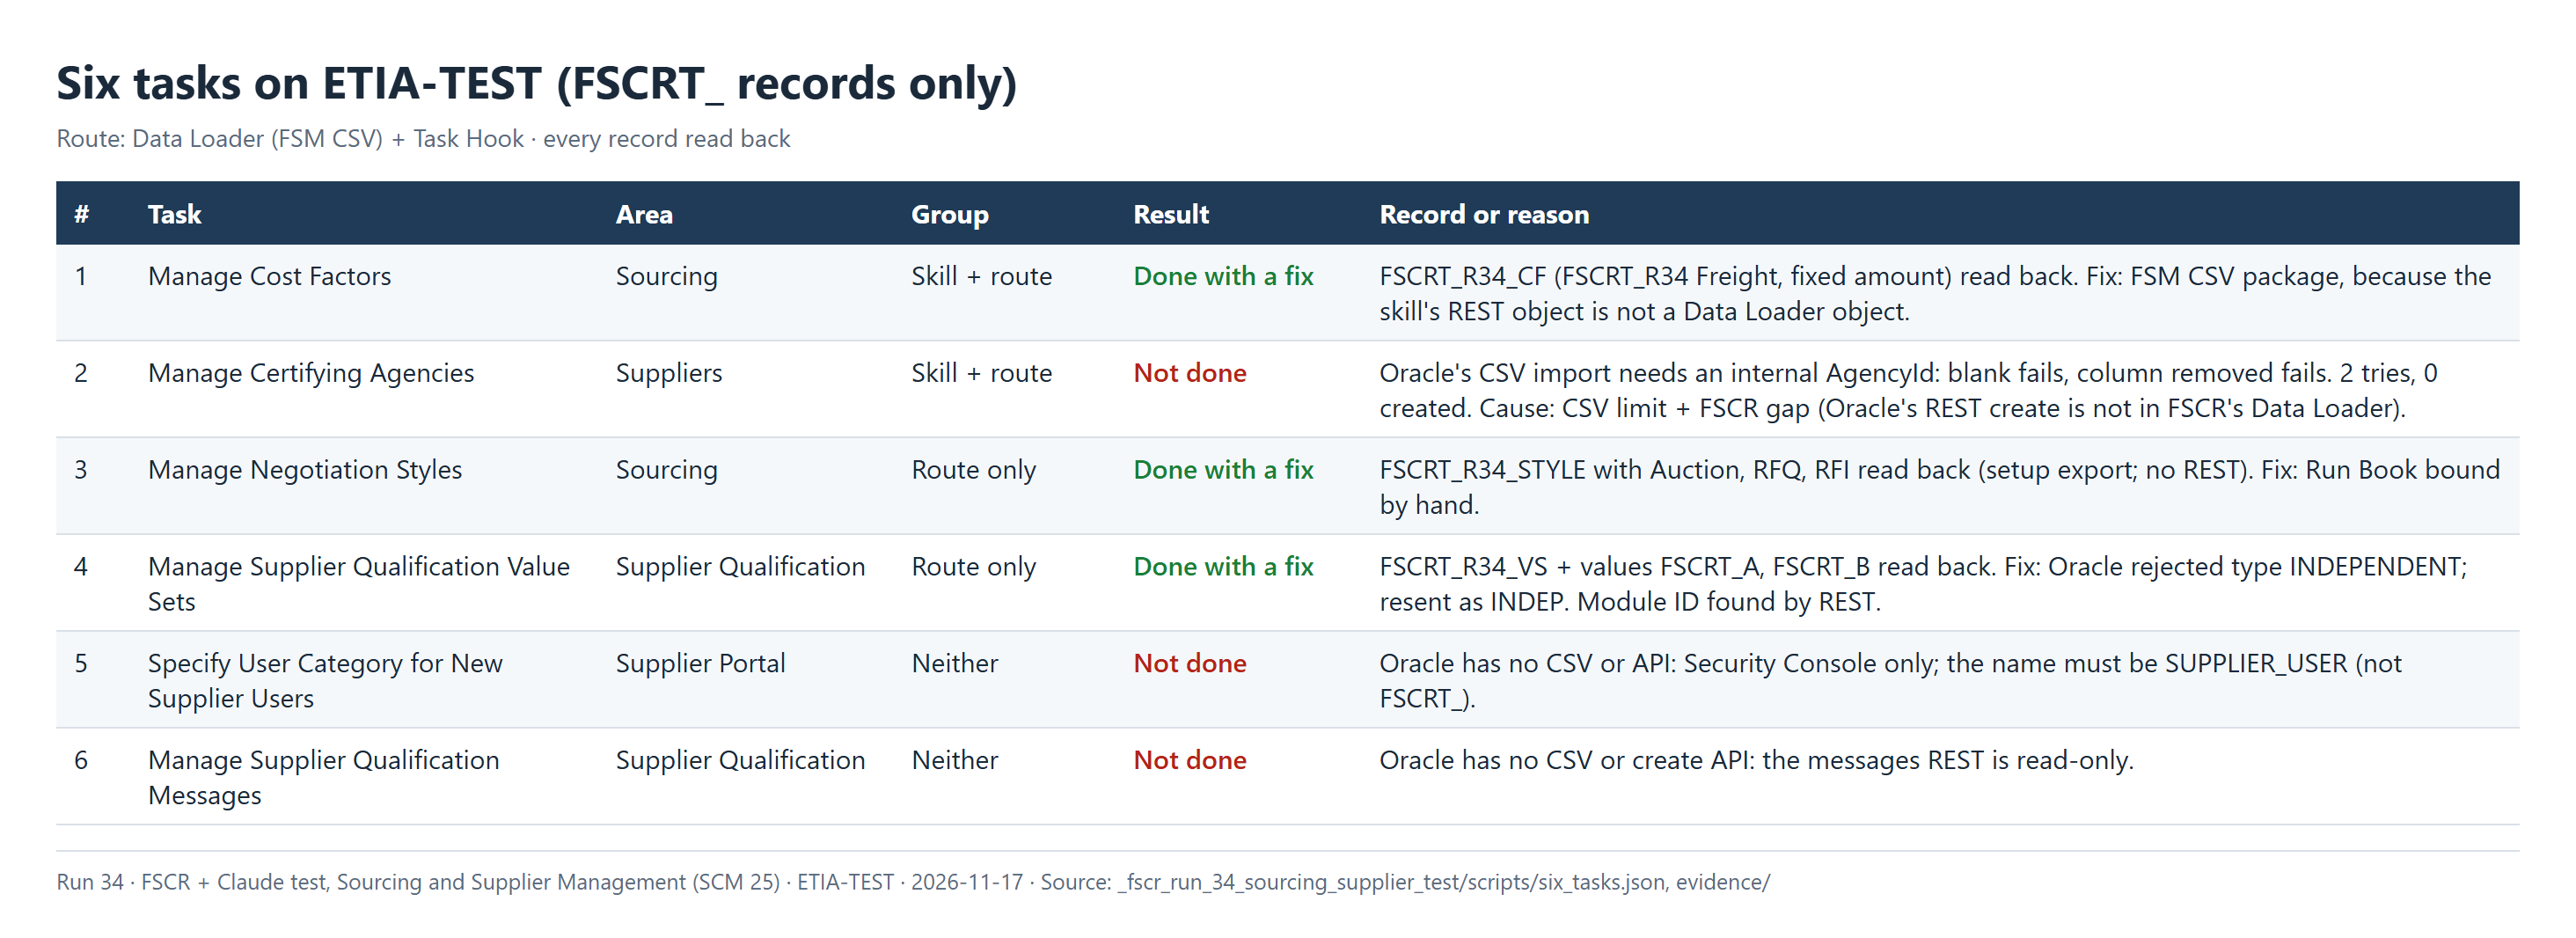 Six tasks on ETIA-TEST (FSCRT_ records only)
Route: Data Loader (FSM CSV) + Task Hook · every record read back
# Task Area Group Result Record or reason
1 Manage Cost Factors Sourcing Skill + route Done with a fix FSCRT_R34_CF (FSCRT_R34 Freight, fixed amount) read back. Fix: FSM CSV package, because the
skill's REST object is not a Data Loader object.
2 Manage Certifying Agencies Suppliers Skill + route Not done Oracle's CSV import needs an internal AgencyId: blank fails, column removed fails. 2 tries, 0
created. Cause: CSV limit + FSCR gap (Oracle's REST create is not in FSCR's Data Loader).
3 Manage Negotiation Styles Sourcing Route only Done with a fix FSCRT_R34_STYLE with Auction, RFQ, RFI read back (setup export; no REST). Fix: Run Book bound
by hand.
4 Manage Supplier Qualification Value Supplier Qualification Route only Done with a fix FSCRT_R34_VS + values FSCRT_A, FSCRT_B read back. Fix: Oracle rejected type INDEPENDENT;
Sets resent as INDEP. Module ID found by REST.
5 Specify User Category for New Supplier Portal Neither Not done Oracle has no CSV or API: Security Console only; the name must be SUPPLIER_USER (not
Supplier Users FSCRT_).
6 Manage Supplier Qualification Supplier Qualification Neither Not done Oracle has no CSV or create API: the messages REST is read-only.
Messages
Run 34 · FSCR + Claude test, Sourcing and Supplier Management (SCM 25) · ETIA-TEST · 2026-11-17 · Source: _fscr_run_34_sourcing_supplier_test/scripts/six_tasks.json, evidence/